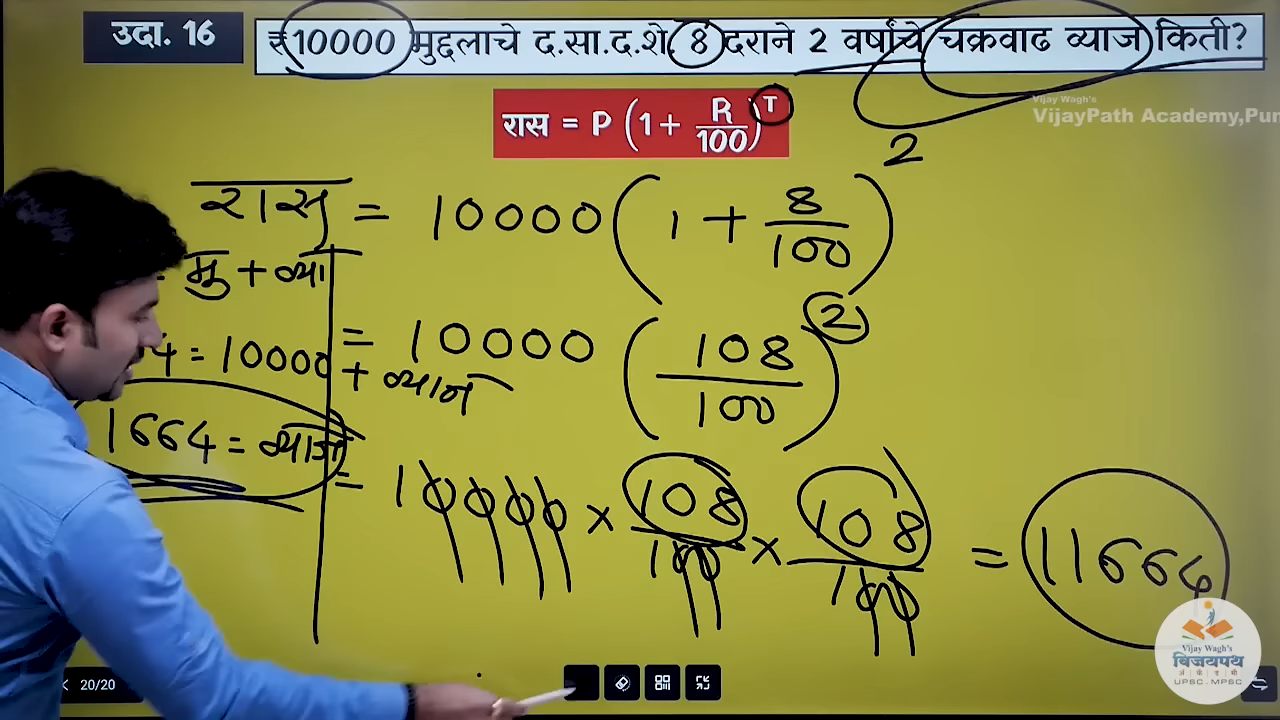 उदा. 16
₹10000 मुद्दलाचे द.सा.द.शे. 8 दराने 2 वर्षांचे चक्रवाढ व्याज किती?
Vijay Wagh's
VijayPath Academy,Pun
रास = P (1+ R/100)^T
रास = 10000 (1 + 8/100)^2
मु + व्या
= 10000 (108/100)^2
4 = 10000 + व्याज
1664 = व्याज
= 10000 × 108/100 × 108/100 = 11664
Vijay Wagh's
विजयपथ
अॅकॅडमी
UPSC - MPSC
20/20